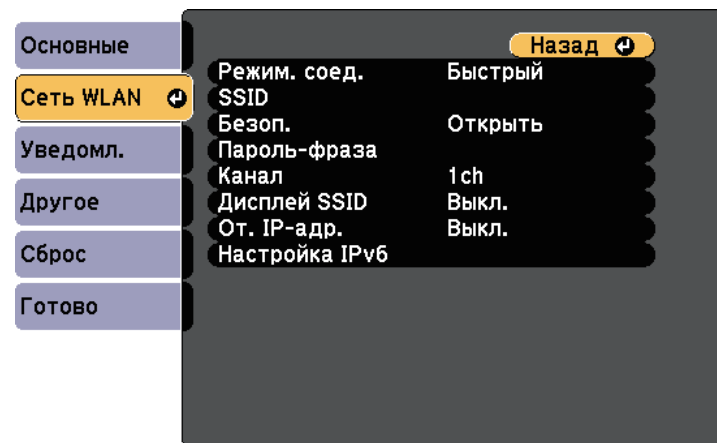 Основные
Сеть WLAN
Уведомл.
Другое
Сброс
Готово
Назад
Режим. соед. Быстрый
SSID
Безоп. Открыть
Пароль-фраза
Канал 1ch
Дисплей SSID Выкл.
От. IP-адр. Выкл.
Настройка IPv6